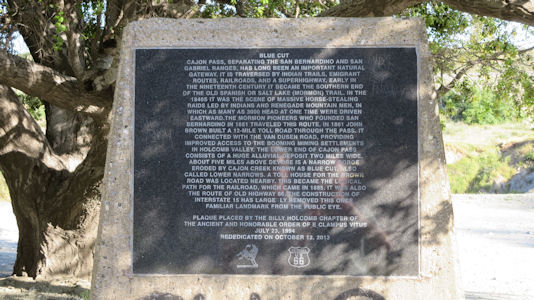 BLUE CUT
CAJON PASS, SEPARATING THE SAN BERNARDINO AND SAN
GABRIEL RANGES, HAS LONG BEEN AN IMPORTANT NATURAL
GATEWAY. IT IS TRAVERSED BY INDIAN TRAILS, EMIGRANT
ROUTES, RAILROADS, AND A SUPERHIGHWAY. EARLY IN
THE NINETEENTH CENTURY IT BECAME THE SOUTHERN END
OF THE OLD SPANISH OR SALT LAKE (MORMON) TRAIL. IN THE
1840S IT WAS THE SCENE OF MASSIVE HORSE-STEALING
RAIDS LED BY INDIANS AND RENEGADE MOUNTAIN MEN, IN
WHICH AS MANY AS 3000 HEAD AT ONE TIME WERE DRIVEN
EASTWARD. THE MORMON PIONEERS WHO FOUNDED SAN
BERNARDINO IN 1851 TRAVELED THIS ROUTE. IN 1861 JOHN
BROWN BUILT A 12-MILE TOLL ROAD THROUGH THE PASS. IT
CONNECTED WITH THE VAN DUSEN ROAD, PROVIDING
IMPROVED ACCESS TO THE BOOMING MINING SETTLEMENTS
IN HOLCOMB VALLEY. THE LOWER END OF CAJON PASS
CONSISTS OF A HUGE ALLUVIAL DEPOSIT TWO MILES WIDE.
ABOUT FIVE MILES ABOVE DEVORE IS A NARROW GORGE
ERODED BY CAJON CREEK KNOWN AS BLUE CUT, ALSO
CALLED LOWER NARROWS. A TOLL HOUSE FOR THE BROWN
ROAD WAS LOCATED NEARBY. THIS BECAME THE LOGICAL
PATH FOR THE RAILROAD, WHICH CAME IN 1885. IT WAS ALSO
THE ROUTE OF OLD HIGHWAY 66. THE CONSTRUCTION OF
INTERSTATE 15 HAS LARGELY REMOVED THIS ONCE
FAMILIAR LANDMARK FROM THE PUBLIC EYE.
PLAQUE PLACED BY THE BILLY HOLCOMB CHAPTER OF
THE ANCIENT AND HONORABLE ORDER OF E CLAMPUS VITUS
JULY 23, 1994
REDEDICATED ON OCTOBER 12, 2013
66